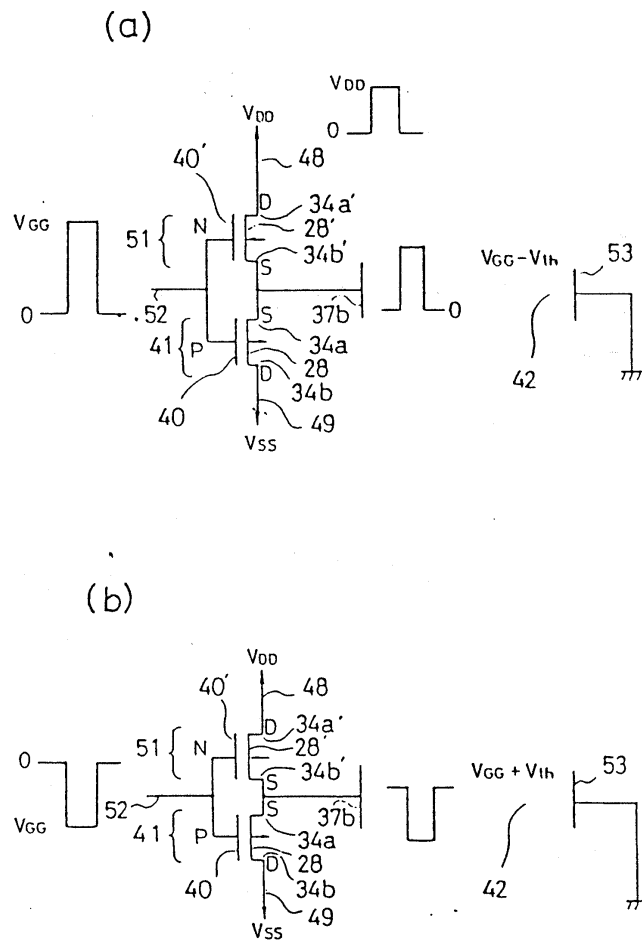 (a)
VDD
0
VDD
48
40'
D
34a'
VGG
51
N
28'
34b'
S
VGG-Vth
53
0
.52
37b
0
S
41
P
34a
28
42
D
34b
40
49
VSS
(b)
VDD
40'
48
D
34a'
51
N
28'
0
34b'
VGG+Vth
53
S
52
S
37b
VGG
41
P
34a
28
42
D
40
34b
49
VSS